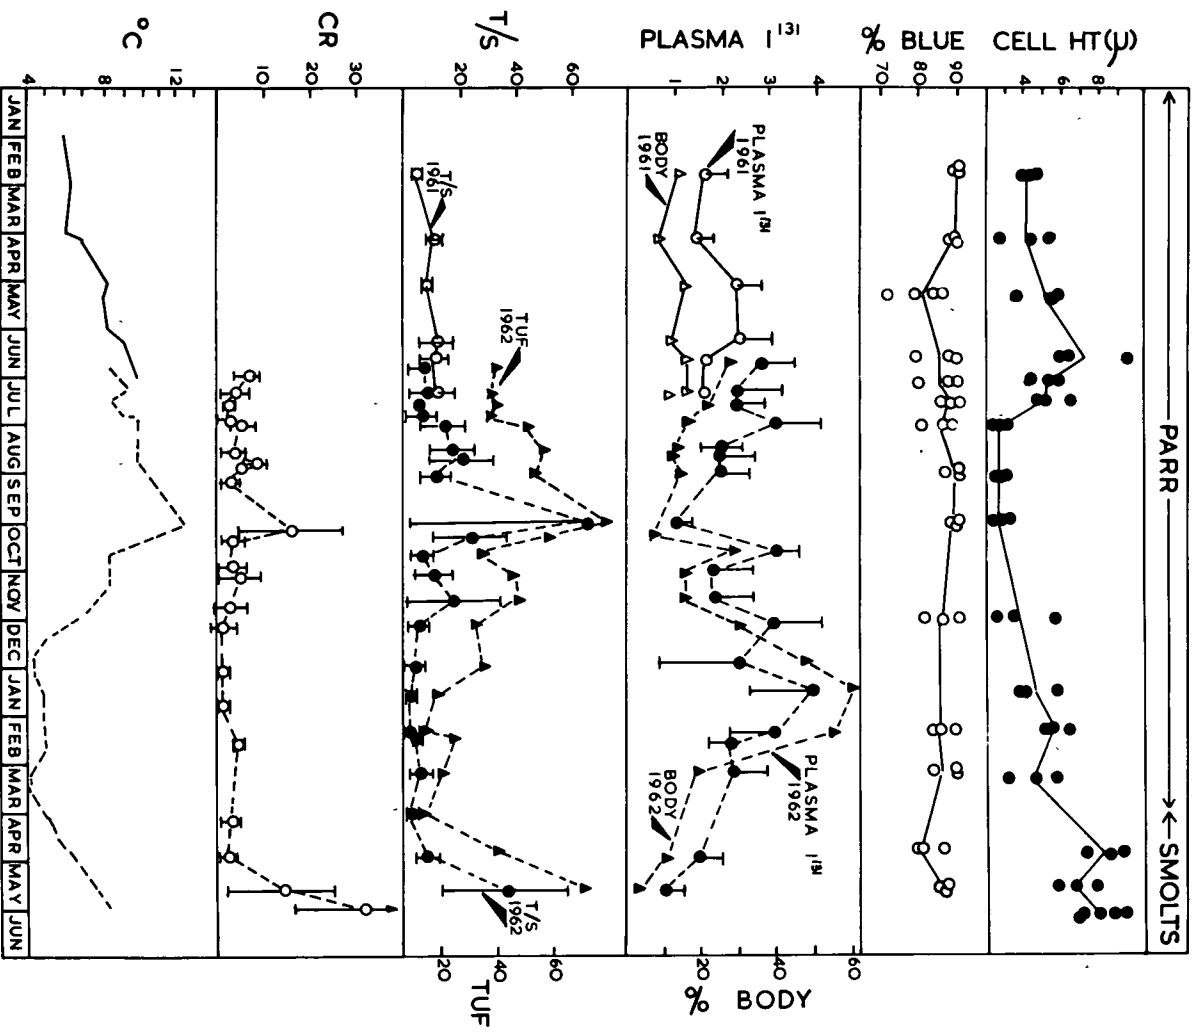 CELL HT(μ)
% BLUE
PLASMA I¹³¹
T/S
CR
°C
4 6 8
70 80 90
1 2 3 4
20 40 60
10 20 30
4 8 12
← PARR → ← SMOLTS
PLASMA I¹³¹
1961
BODY
1961
PLASMA I¹³¹
1962
BODY
1962
T/S
1961
TUF
1962
T/S
1962
20 40 60
% BODY
20 40 60
TUF
JAN FEB MAR APR MAY JUN JUL AUG SEP OCT NOV DEC JAN FEB MAR APR MAY JUN